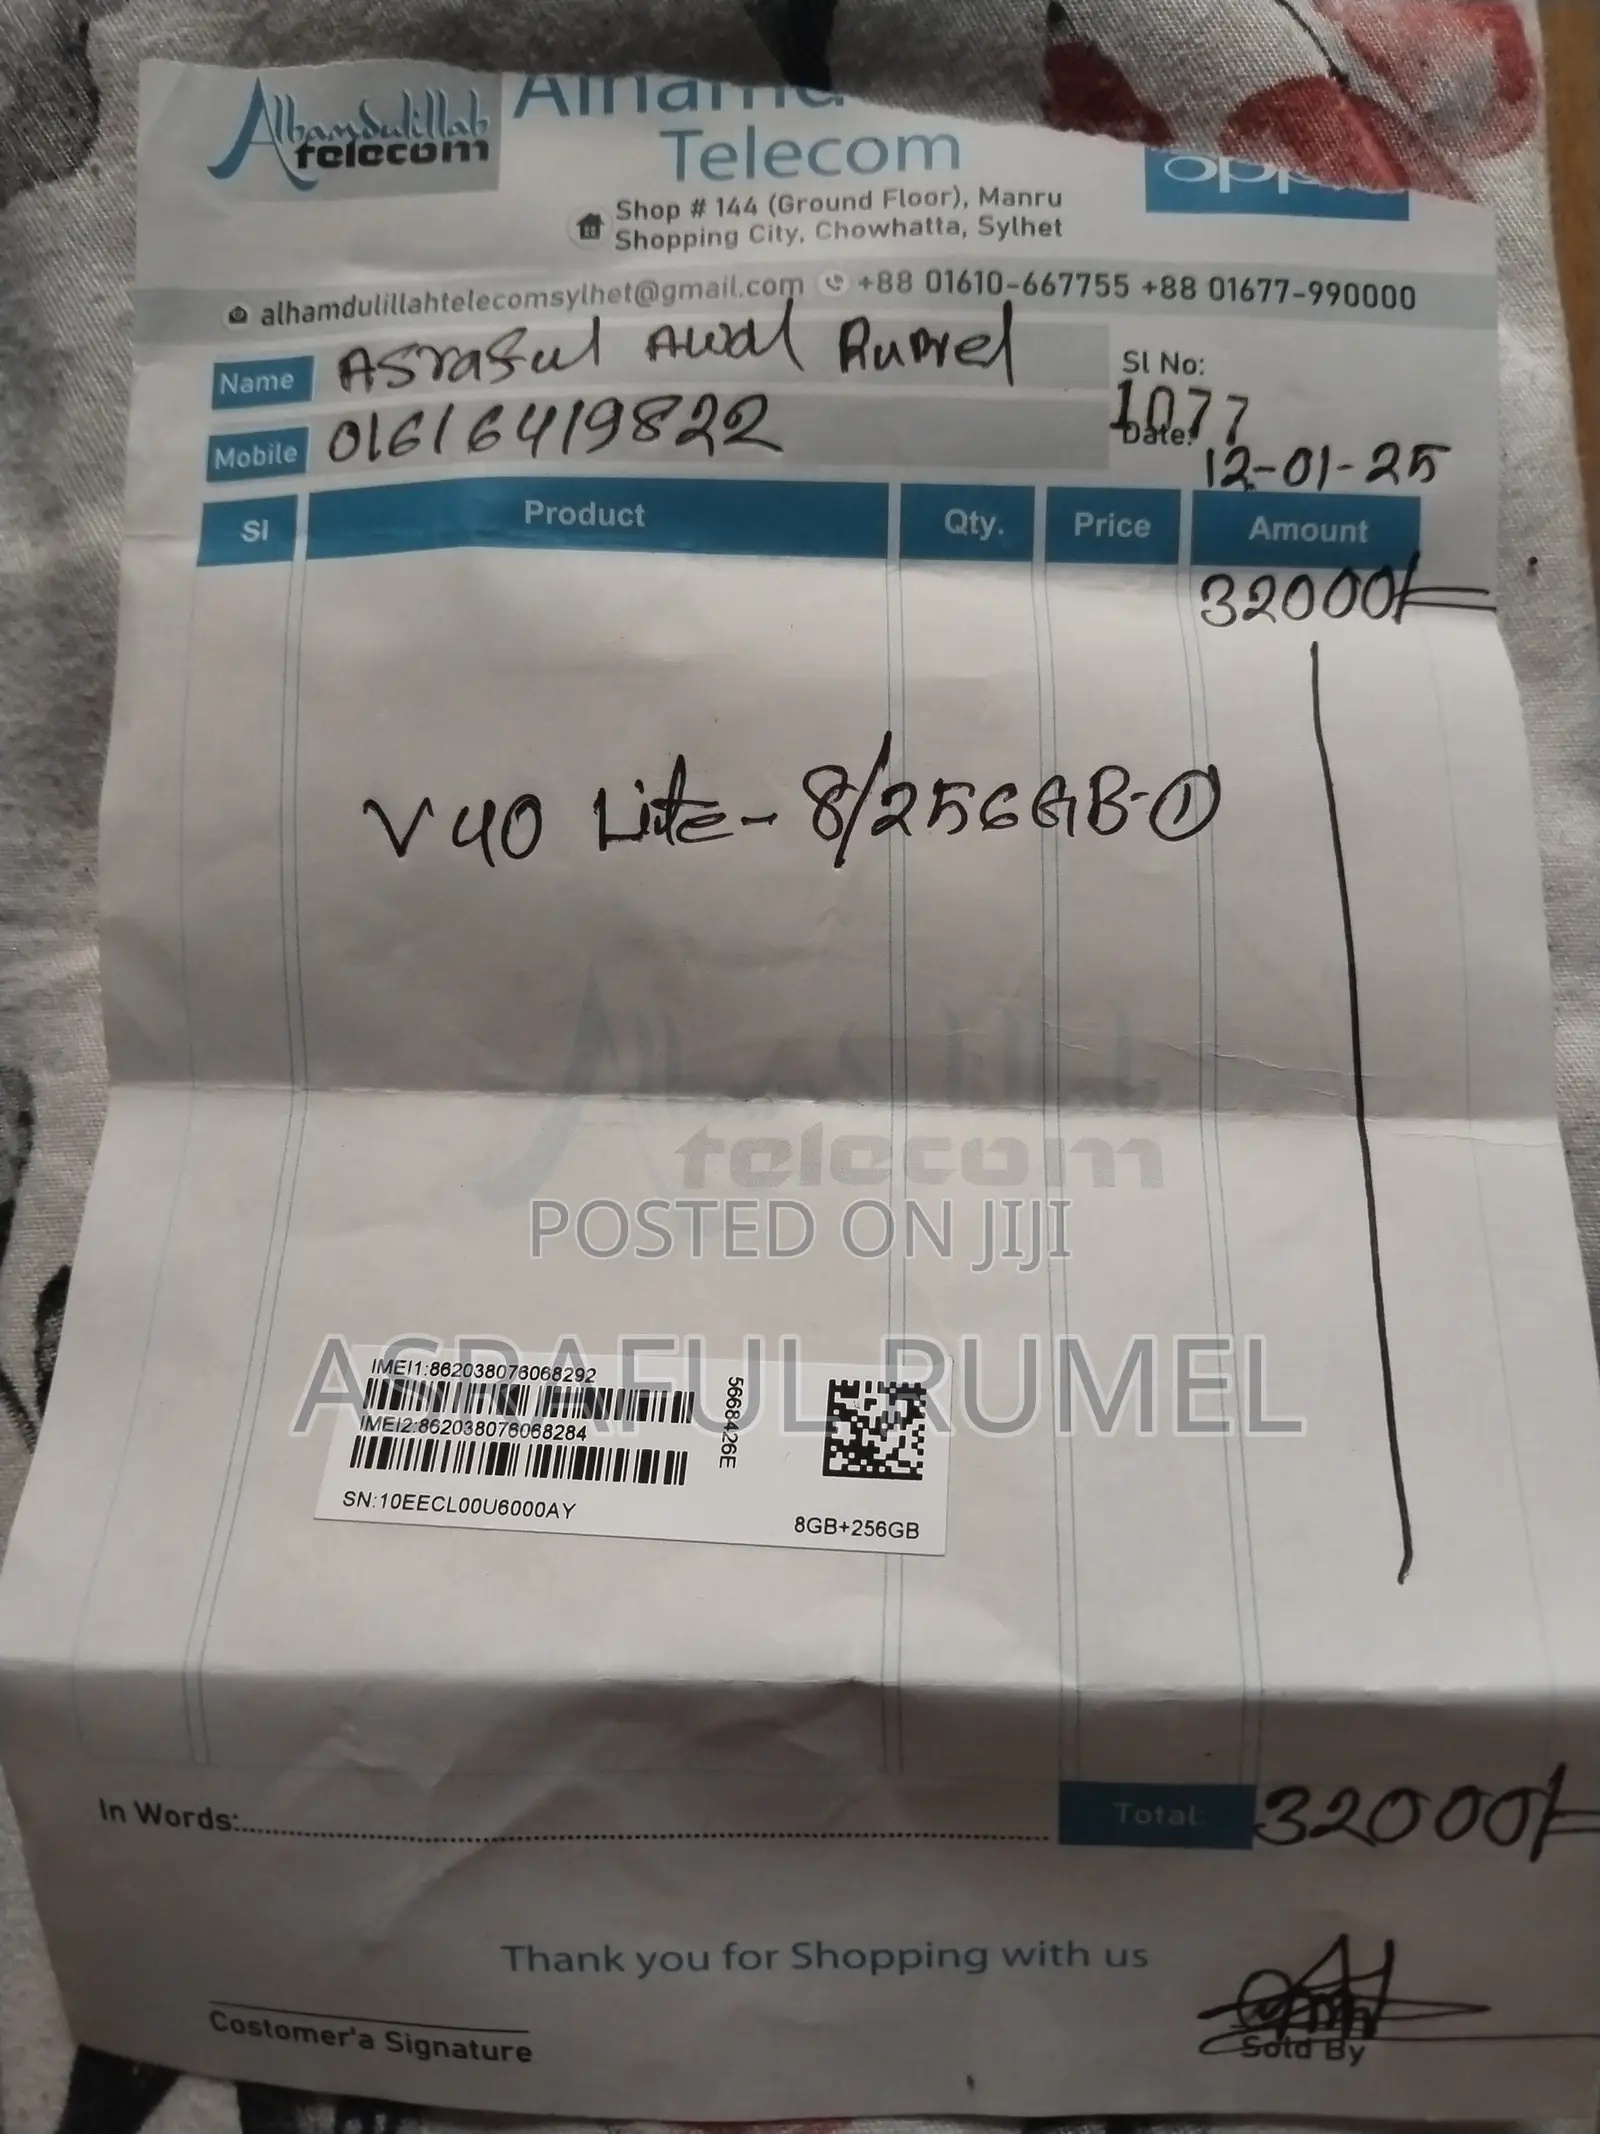 Alhamdulillah
telecom
Telecom
oppo
Shop # 144 (Ground Floor), Manru
Shopping City, Chowhatta, Sylhet
alhamdulillahtelecomsylhet@gmail.com +88 01610-667755 +88 01677-990000
Name Asraful Awal Rumel
Sl No:
1077
Mobile 01616419822
Date: 12-01-25
Sl Product Qty. Price Amount
32000/=
V40 Lite - 8/256GB-1
Alhamdulillah
telecom
POSTED ON JIJI
ASRAFUL RUMEL
IMEI1:862038076068292
IMEI2:862038076068284
5668426E
SN:10EECL00U6000AY
8GB+256GB
In Words:
Total: 32000/=
Thank you for Shopping with us
Costomer'a Signature
Sold By